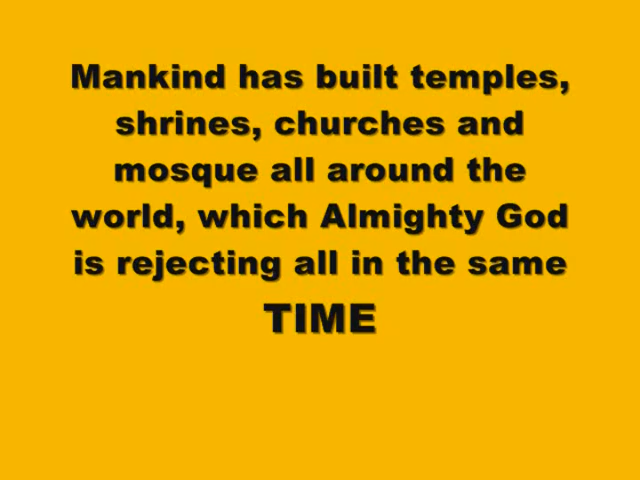 Mankind has built temples,
shrines, churches and
mosque all around the
world, which Almighty God
is rejecting all in the same
TIME